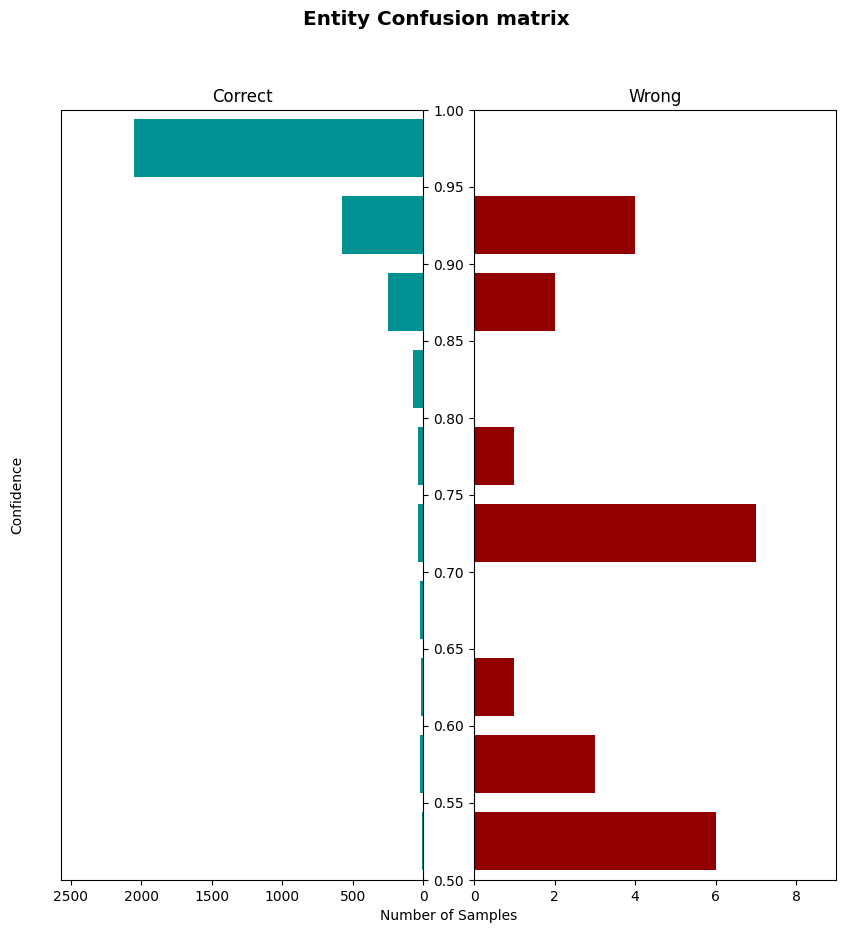 Entity Confusion matrix
Correct
Wrong
1.00
0.95
0.90
0.85
0.80
0.75
0.70
0.65
0.60
0.55
0.50
Confidence
2500 2000 1500 1000 500 0
0 2 4 6 8
Number of Samples